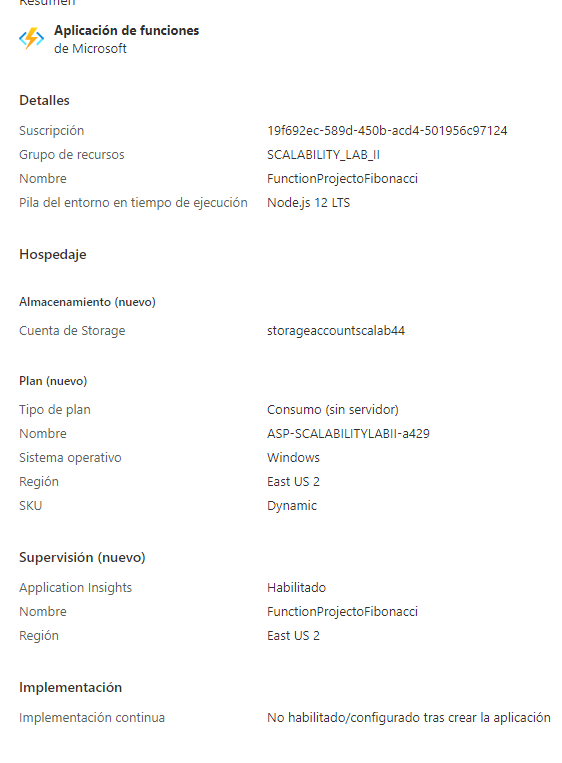 Resumen
Aplicación de funciones
de Microsoft
Detalles
Suscripción 19f692ec-589d-450b-acd4-501956c97124
Grupo de recursos SCALABILITY_LAB_II
Nombre FunctionProjectoFibonacci
Pila del entorno en tiempo de ejecución Node.js 12 LTS
Hospedaje
Almacenamiento (nuevo)
Cuenta de Storage storageaccountscalab44
Plan (nuevo)
Tipo de plan Consumo (sin servidor)
Nombre ASP-SCALABILITYLABII-a429
Sistema operativo Windows
Región East US 2
SKU Dynamic
Supervisión (nuevo)
Application Insights Habilitado
Nombre FunctionProjectoFibonacci
Región East US 2
Implementación
Implementación continua No habilitado/configurado tras crear la aplicación